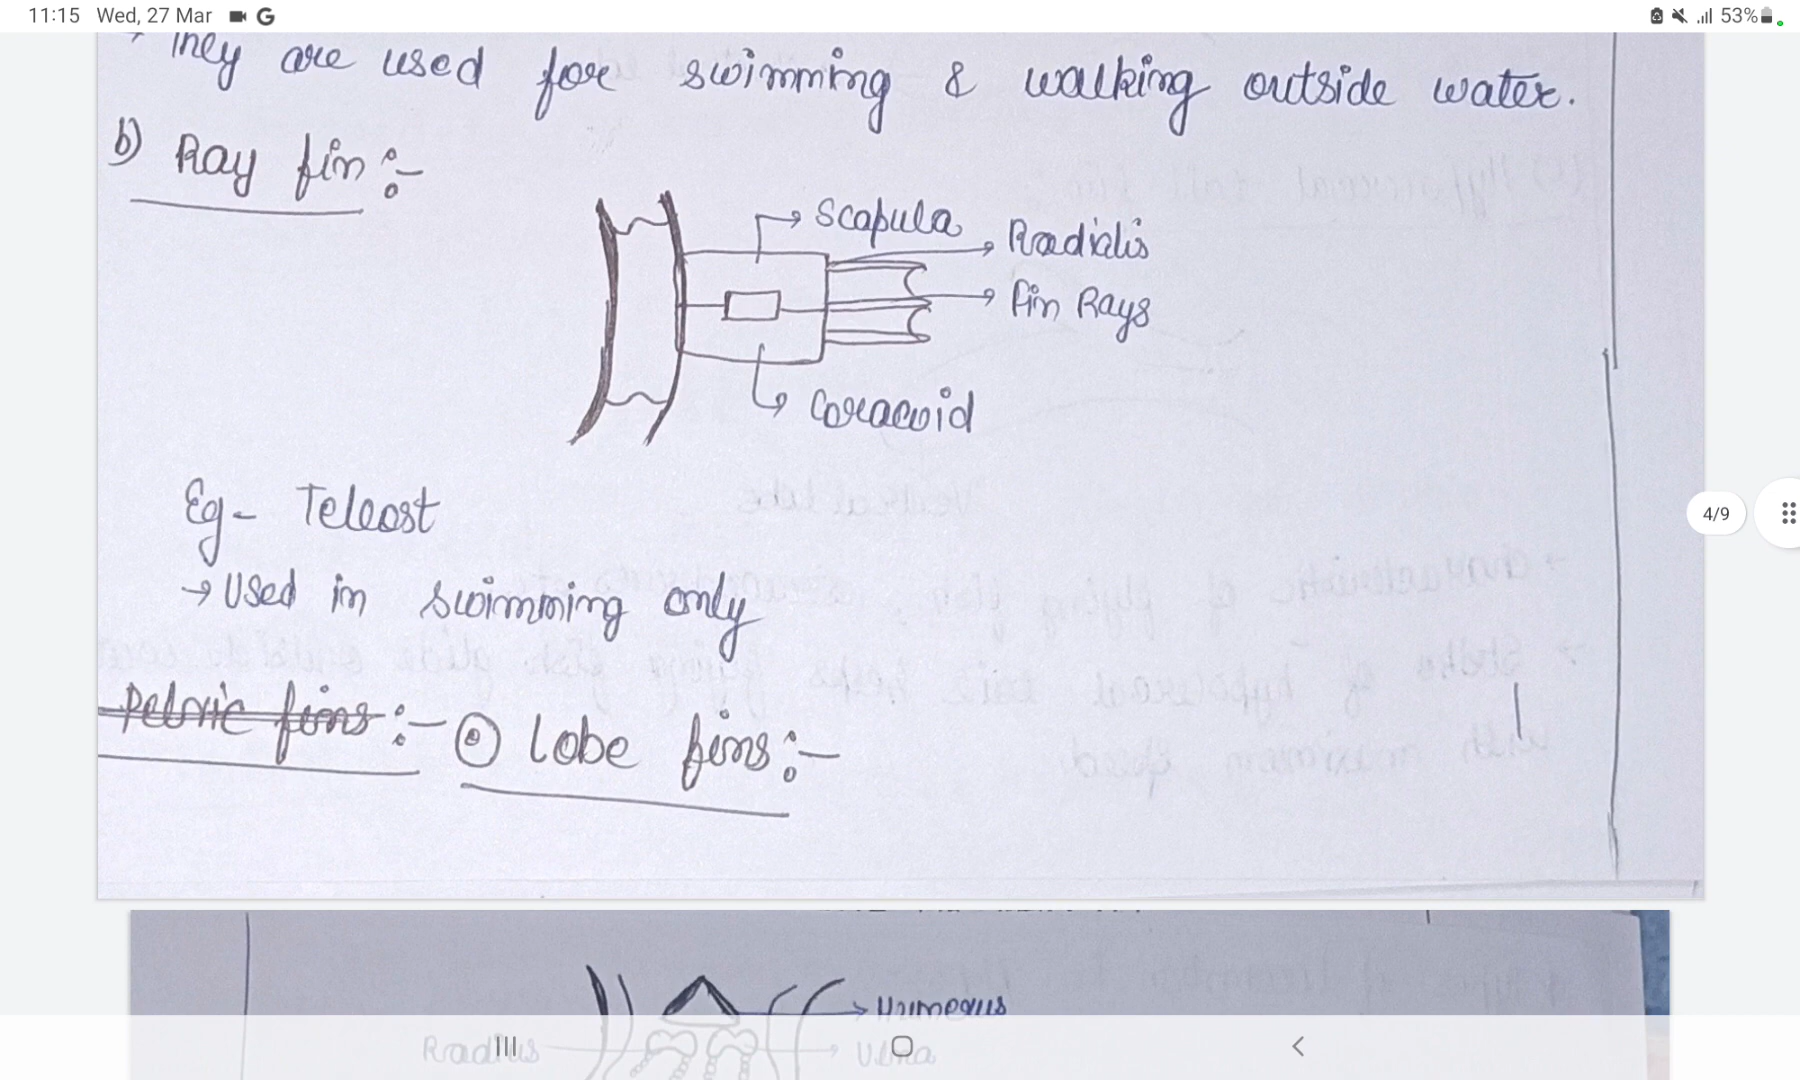 11:15 Wed, 27 Mar G
53%
They are used for swimming & walking outside water.
b) Ray fin :-
Scapula
Radialis
Fin Rays
Coracoid
Eg- Teleost
→ Used in swimming only
Pelvic fins :- c) Lobe fins :-
4/9
Humerus
Radius
Ulna